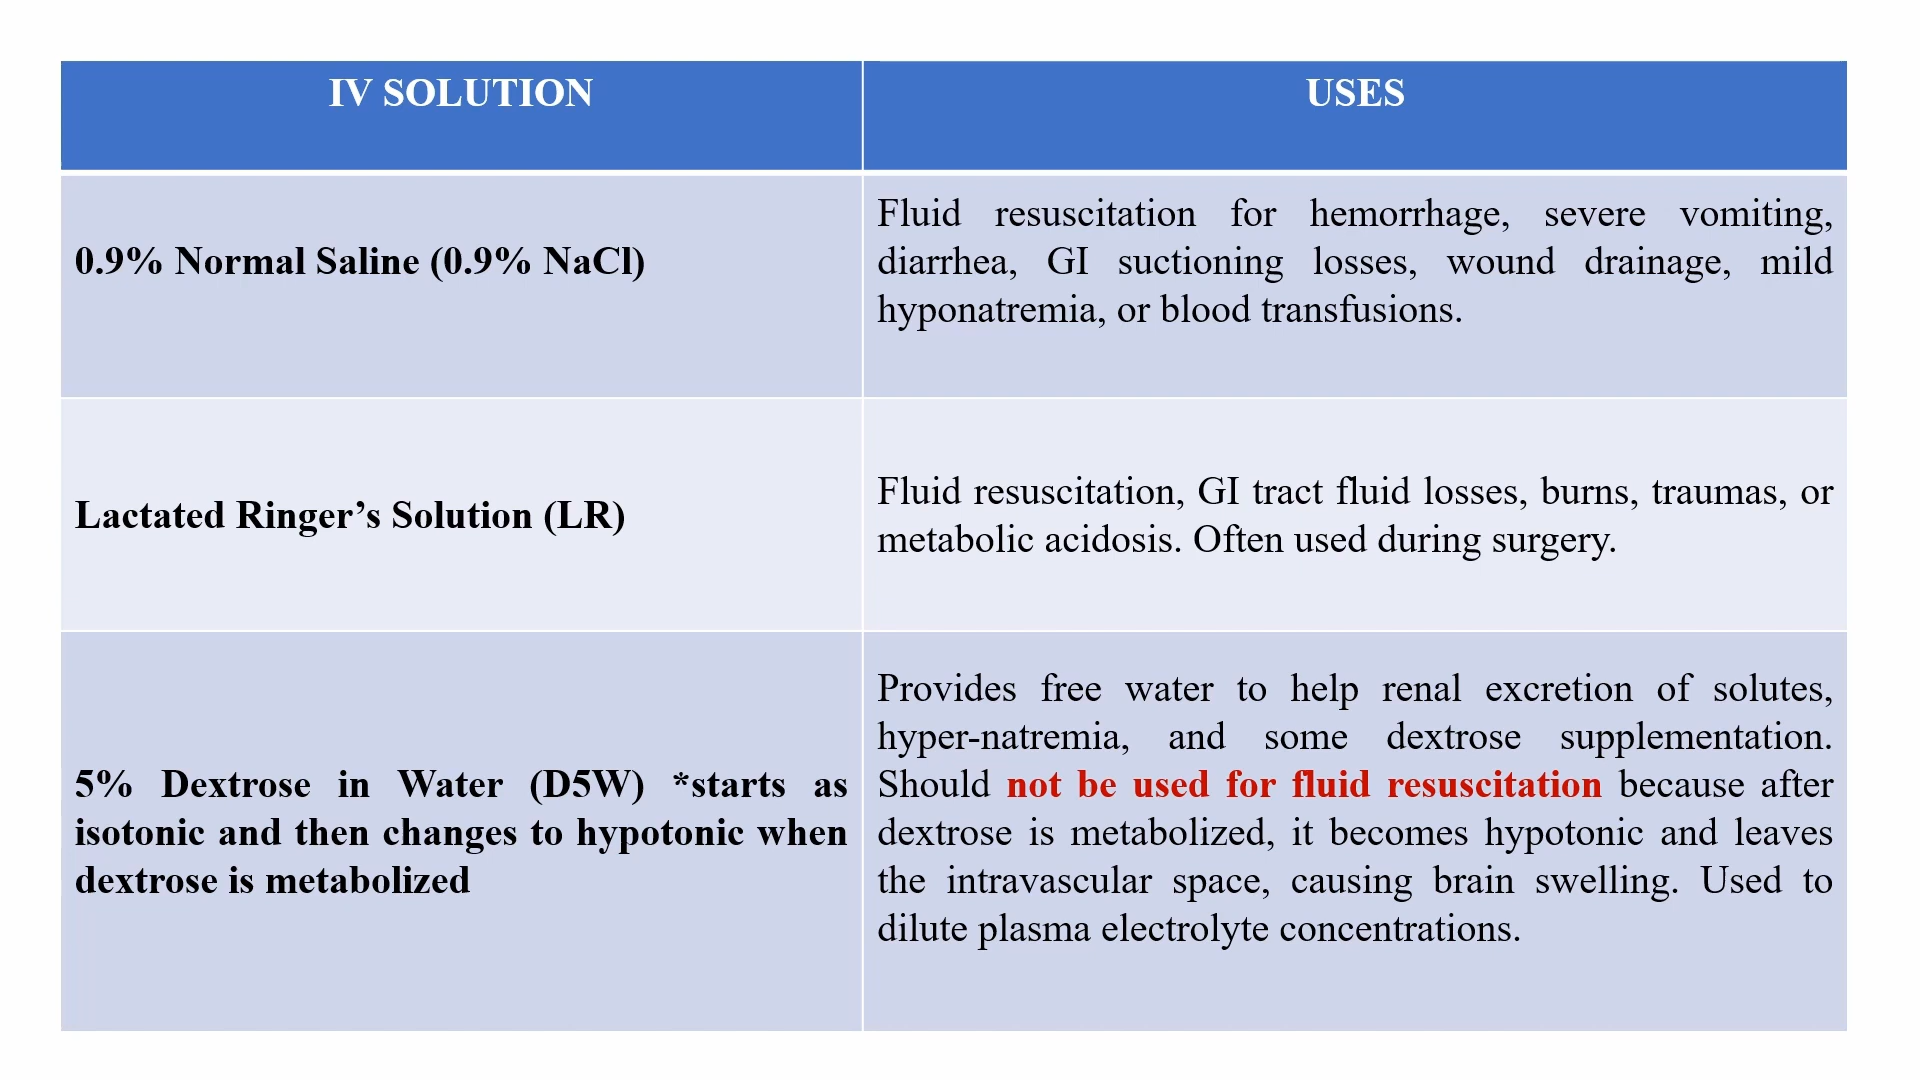 IV SOLUTION
USES
0.9% Normal Saline (0.9% NaCl)
Fluid resuscitation for hemorrhage, severe vomiting,
diarrhea, GI suctioning losses, wound drainage, mild
hyponatremia, or blood transfusions.
Lactated Ringer’s Solution (LR)
Fluid resuscitation, GI tract fluid losses, burns, traumas, or
metabolic acidosis. Often used during surgery.
5% Dextrose in Water (D5W) *starts as
isotonic and then changes to hypotonic when
dextrose is metabolized
Provides free water to help renal excretion of solutes,
hyper-natremia, and some dextrose supplementation.
Should not be used for fluid resuscitation because after
dextrose is metabolized, it becomes hypotonic and leaves
the intravascular space, causing brain swelling. Used to
dilute plasma electrolyte concentrations.